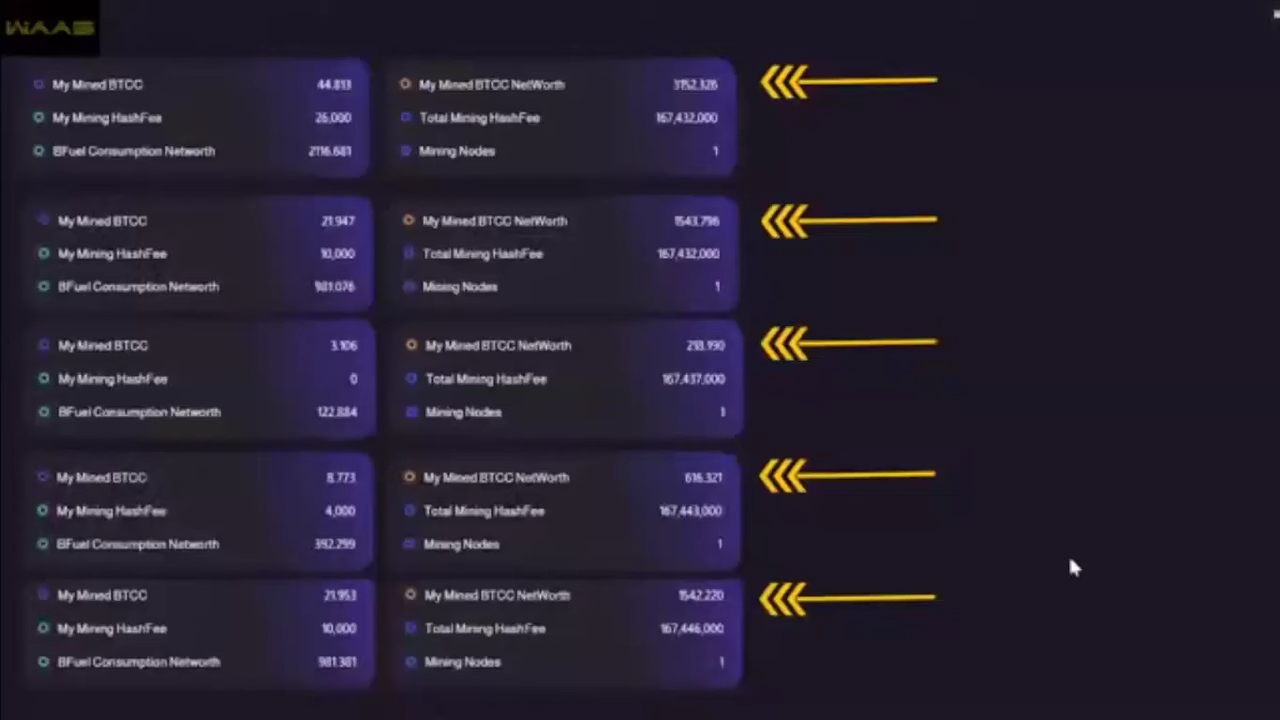 WAAS
My Mined BTCC 44.813 My Mined BTCC NetWorth 3152.326
My Mining HashFee 26,000 Total Mining HashFee 167,432,000
BFuel Consumption Networth 2116.681 Mining Nodes 1
My Mined BTCC 21.947 My Mined BTCC NetWorth 1543.796
My Mining HashFee 10,000 Total Mining HashFee 167,432,000
BFuel Consumption Networth 981.076 Mining Nodes 1
My Mined BTCC 3.106 My Mined BTCC NetWorth
My Mining HashFee 0 Total Mining HashFee 167,437,000
BFuel Consumption Networth 122.884 Mining Nodes 1
My Mined BTCC 8.773 My Mined BTCC NetWorth 616.321
My Mining HashFee 4,000 Total Mining HashFee 167,443,000
BFuel Consumption Networth 392.299 Mining Nodes 1
My Mined BTCC 21.953 My Mined BTCC NetWorth 1542.220
My Mining HashFee 10,000 Total Mining HashFee 167,446,000
BFuel Consumption Networth 981.381 Mining Nodes 1